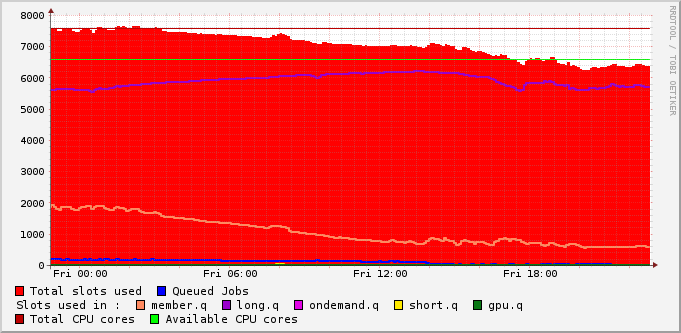 8000
7000
6000
5000
4000
3000
2000
1000
0
Fri 00:00 Fri 06:00 Fri 12:00 Fri 18:00
Total slots used Queued Jobs
Slots used in : member.q long.q ondemand.q short.q gpu.q
Total CPU cores Available CPU cores
RRDTOOL / TOBI OETIKER